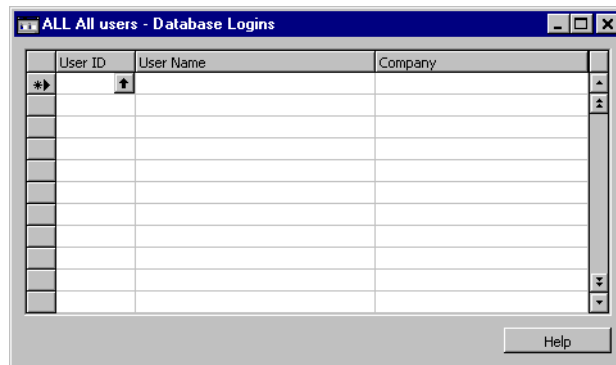 ALL All users - Database Logins
User ID User Name Company
Help